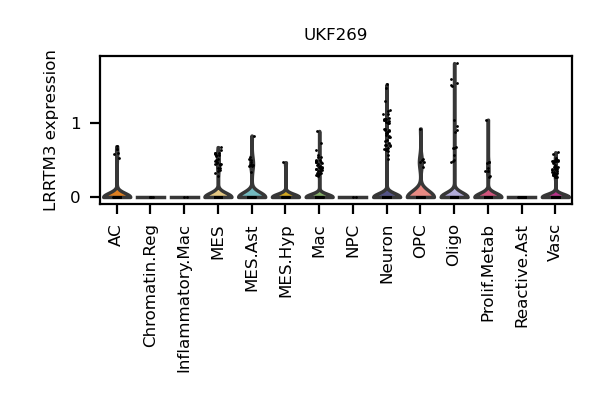 UKF269
LRRTM3 expression
1
0
AC
Chromatin.Reg
Inflammatory.Mac
MES
MES.Ast
MES.Hyp
Mac
NPC
Neuron
OPC
Oligo
Prolif.Metab
Reactive.Ast
Vasc